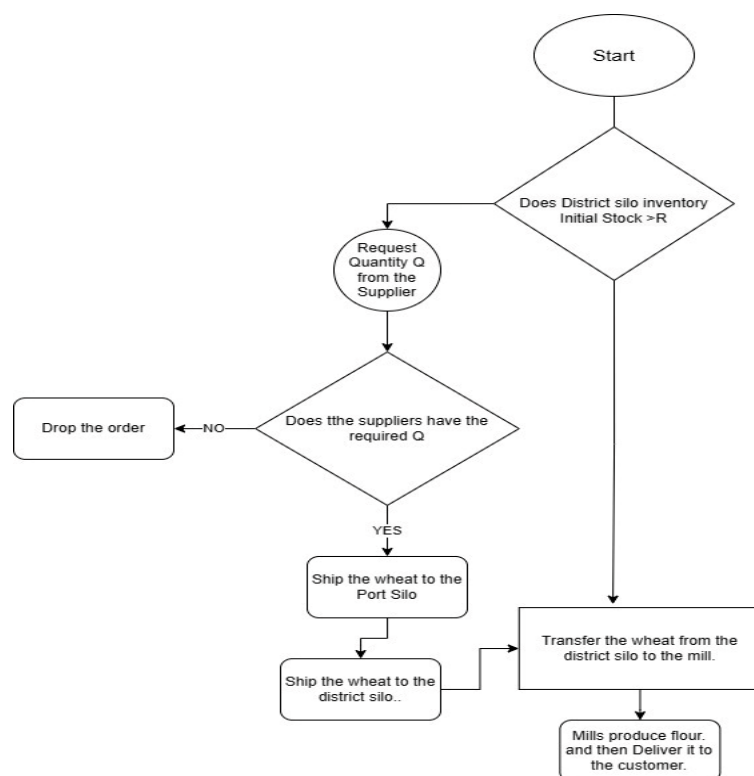 Start
Does District silo inventory
Initial Stock >R
Request
Quantity Q
from the
Supplier
Does tthe suppliers have the
required Q
NO
Drop the order
YES
Ship the wheat to the
Port Silo
Ship the wheat to the
district silo..
Transfer the wheat from the
district silo to the mill.
Mills produce flour.
and then Deliver it to
the customer.